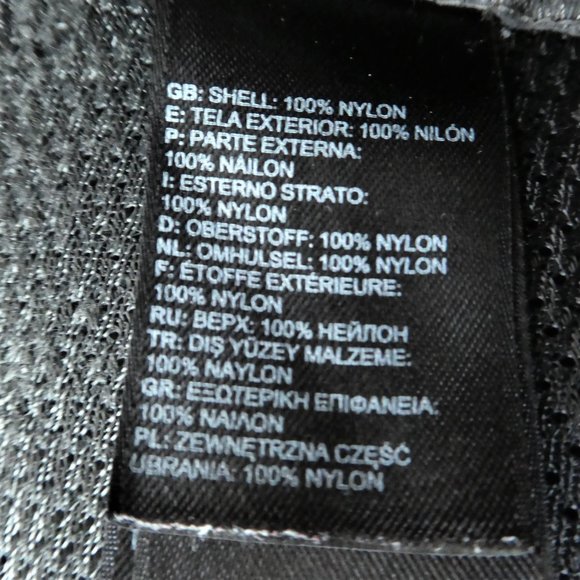 GB: SHELL: 100% NYLON
E: TELA EXTERIOR: 100% NILÓN
P: PARTE EXTERNA:
100% NÁILON
I: ESTERNO STRATO:
100% NYLON
D: OBERSTOFF: 100% NYLON
NL: OMHULSEL: 100% NYLON
F: ÉTOFFE EXTÉRIEURE:
100% NYLON
RU: ВЕРХ: 100% НЕЙЛОН
TR: DIŞ YÜZEY MALZEME:
100% NAYLON
GR: ΕΞΩΤΕΡΙΚΗ ΕΠΙΦΑΝΕΙΑ:
100% ΝΑΙΛΟΝ
PL: ZEWNĘTRZNA CZĘŚĆ
UBRANIA: 100% NYLON